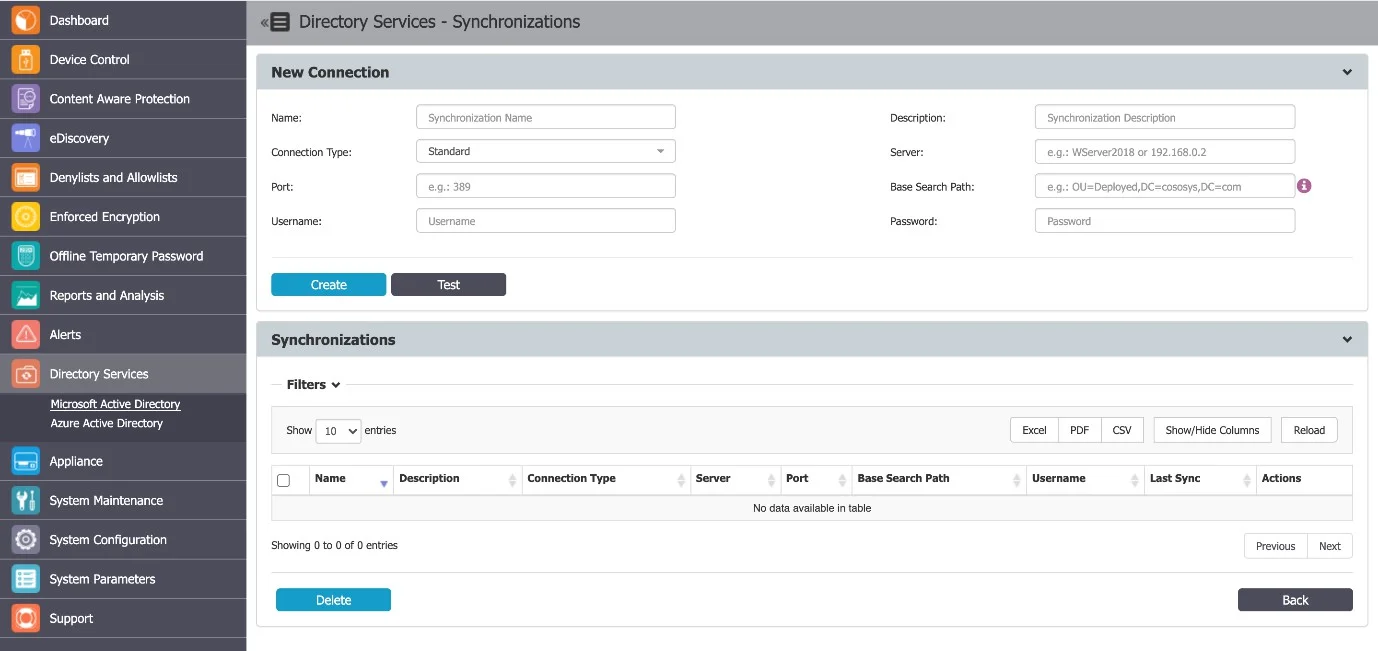 Dashboard
Device Control
Content Aware Protection
eDiscovery
Denylists and Allowlists
Enforced Encryption
Offline Temporary Password
Reports and Analysis
Alerts
Directory Services
Microsoft Active Directory
Azure Active Directory
Appliance
System Maintenance
System Configuration
System Parameters
Support
Directory Services - Synchronizations
New Connection
Name: Synchronization Name Description: Synchronization Description
Connection Type: Standard Server: e.g.: WServer2018 or 192.168.0.2
Port: e.g.: 389 Base Search Path: e.g.: OU=Deployed,DC=cososys,DC=com
Username: Username Password: Password
Create Test
Synchronizations
Filters
Show 10 entries Excel PDF CSV Show/Hide Columns Reload
Name Description Connection Type Server Port Base Search Path Username Last Sync Actions
No data available in table
Showing 0 to 0 of 0 entries Previous Next
Delete Back